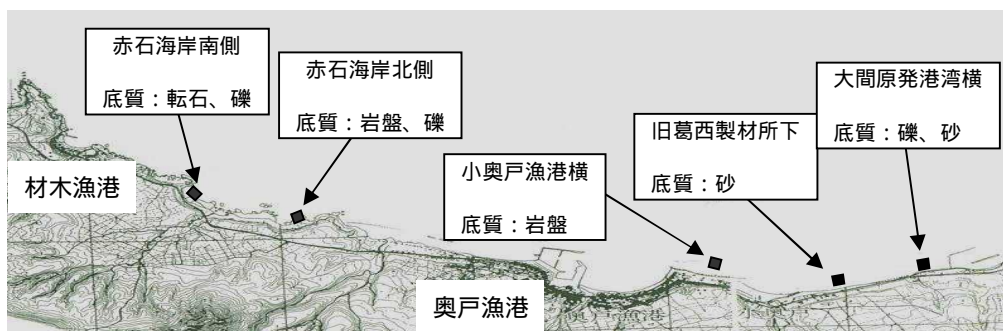 赤石海岸南側
底質：転石、礫
赤石海岸北側
底質：岩盤、礫
大間原発港湾横
底質：礫、砂
旧葛西製材所下
底質：砂
小奥戸漁港横
底質：岩盤
材木漁港
奥戸漁港